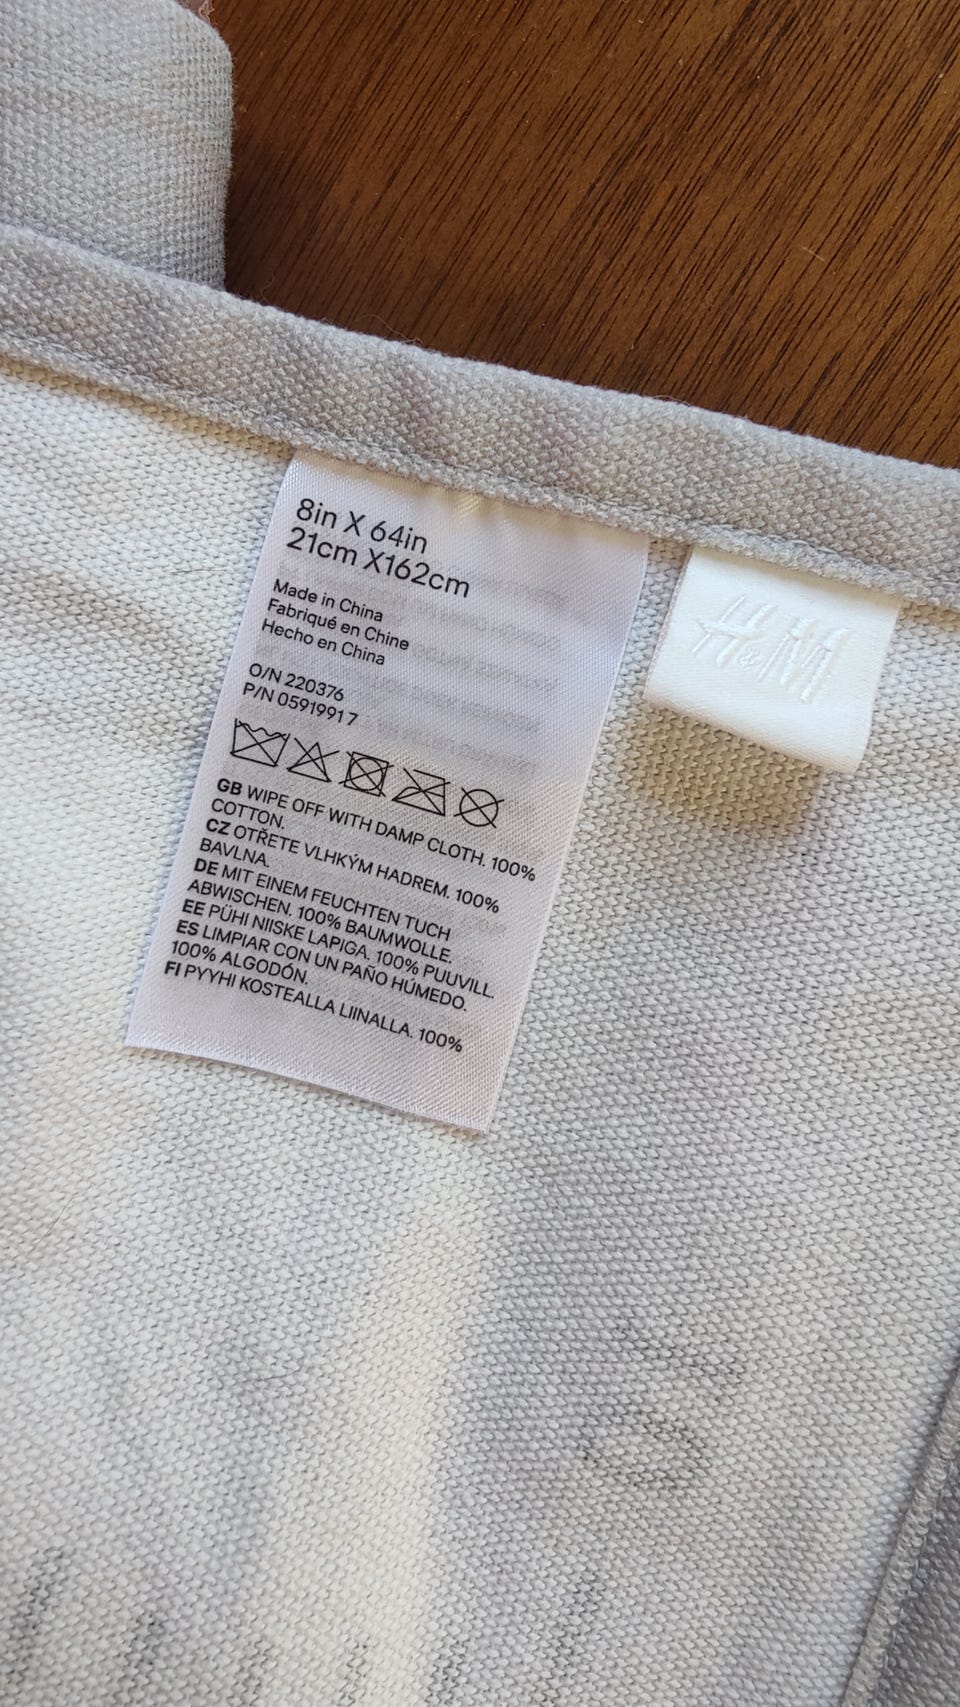 8in X 64in
21cm X162cm
Made in China
Fabriqué en Chine
Hecho en China
O/N 220376
P/N 0591991 7
GB WIPE OFF WITH DAMP CLOTH. 100%
COTTON.
CZ OTŘETE VLHKÝM HADREM. 100%
BAVLNA.
DE MIT EINEM FEUCHTEN TUCH
ABWISCHEN. 100% BAUMWOLLE.
EE PÜHI NIISKE LAPIGA. 100% PUUVILL.
ES LIMPIAR CON UN PAÑO HÚMEDO.
100% ALGODÓN.
FI PYYHI KOSTEALLA LIINALLA. 100%
H&M